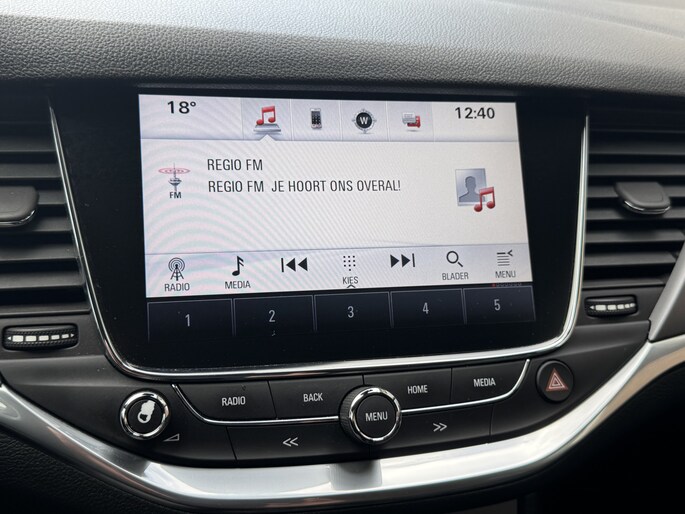 18°
12:40
W
REGIO FM
REGIO FM JE HOORT ONS OVERAL!
FM
RADIO
MEDIA
KIES
BLADER
MENU
1 2 3 4 5
RADIO BACK HOME MEDIA
MENU